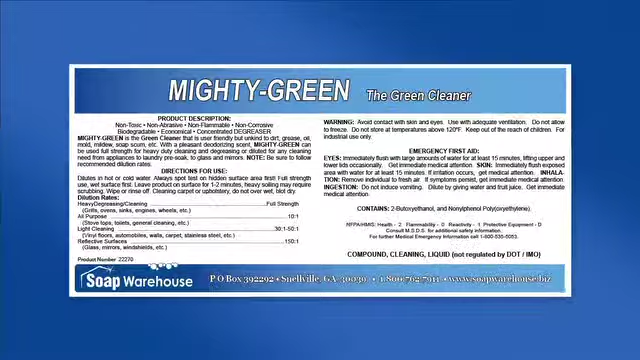 MIGHTY-GREEN The Green Cleaner
PRODUCT DESCRIPTION:
Non-Toxic • Non-Abrasive • Non-Flammable • Non-Corrosive
Biodegradable • Economical • Concentrated DEGREASER
MIGHTY-GREEN is the Green Cleaner that is user friendly but unkind to dirt, grease, oil,
mold, mildew, soap scum, etc. With a pleasant deodorizing scent, MIGHTY-GREEN can
be used full strength for heavy duty cleaning and degreasing or diluted for any cleaning
need from appliances to laundry pre-soak, to glass and mirrors. NOTE: Be sure to follow
recommended dilution rates.
DIRECTIONS FOR USE:
Dilutes in hot or cold water. Always spot test on hidden surface area first! Full strength
use, wet surface first. Leave product on surface for 1-2 minutes, heavy soiling may require
scrubbing. Wipe or rinse off. Cleaning carpet or upholstery, do not over wet, blot dry.
Dilution Rates:
HeavyDegreasing/Cleaning Full Strength
(Grills, ovens, sinks, engines, wheels, etc.)
All Purpose 10:1
(Stove tops, toilets, general cleaning, etc.)
Light Cleaning 30:1-50:1
(Vinyl floors, automobiles, walls, carpet, stainless steel, etc.)
Reflective Surfaces 150:1
(Glass, mirrors, windshields, etc.)
Product Number 22270
WARNING: Avoid contact with skin and eyes. Use with adequate ventilation. Do not allow
to freeze. Do not store at temperatures above 120°F. Keep out of the reach of children. For
industrial use only.
EMERGENCY FIRST AID:
EYES: Immediately flush with large amounts of water for at least 15 minutes, lifting upper and
lower lids occasionally. Get immediate medical attention. SKIN: Immediately flush exposed
area with water for at least 15 minutes. If irritation occurs, get medical attention. INHALA-
TION: Remove individual to fresh air. If symptoms persist, get immediate medical attention.
INGESTION: Do not induce vomiting. Dilute by giving water and fruit juice. Get immediate
medical attention.
CONTAINS: 2-Butoxyethanol, and Nonylphenol Poly(oxyethylene).
NFPA/HMIS: Health - 2 Flammability - 0 Reactivity - 1 Protective Equipment - D
Consult M.S.D.S. for additional safety information.
For further Medical Emergency Information call 1-800-535-5053.
COMPOUND, CLEANING, LIQUID (not regulated by DOT / IMO)
Soap Warehouse
P O Box 392292 • Snellville, GA. 30039 • 1.800.762.7911 • www.soapwarehouse.biz